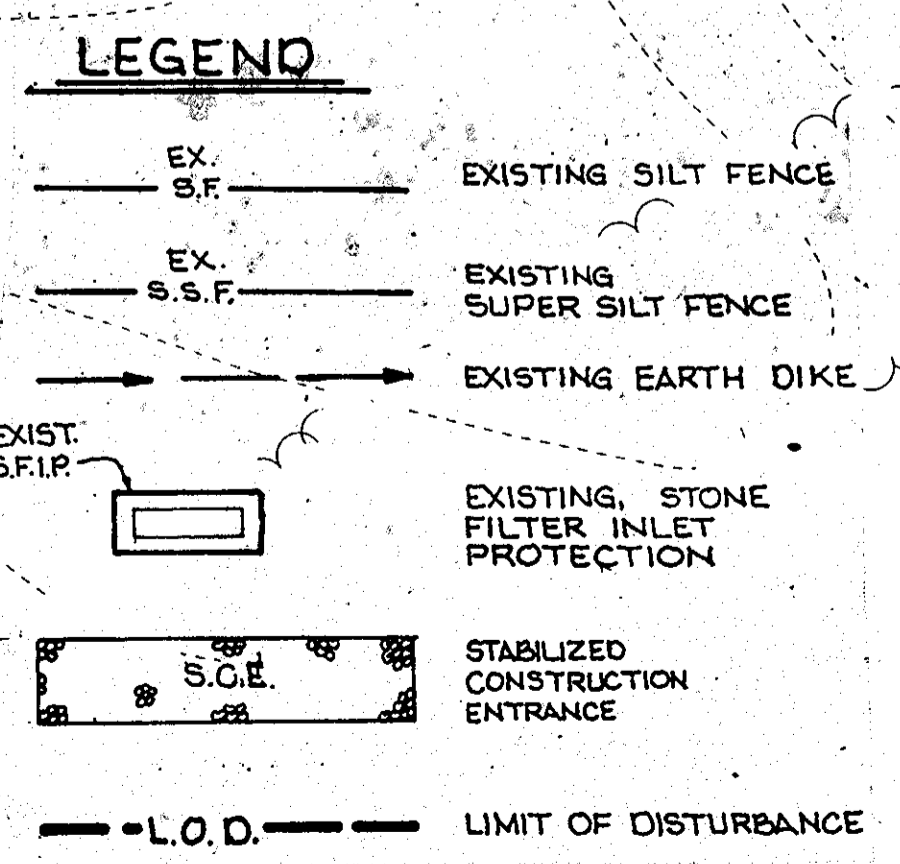 LEGEND
EX.
S.F.
EXISTING SILT FENCE
EX.
S.S.F.
EXISTING
SUPER SILT FENCE
EXISTING EARTH DIKE
EXIST.
S.F.I.P.
EXISTING, STONE
FILTER INLET
PROTECTION
S.C.E.
STABILIZED
CONSTRUCTION
ENTRANCE
L.O.D.
LIMIT OF DISTURBANCE